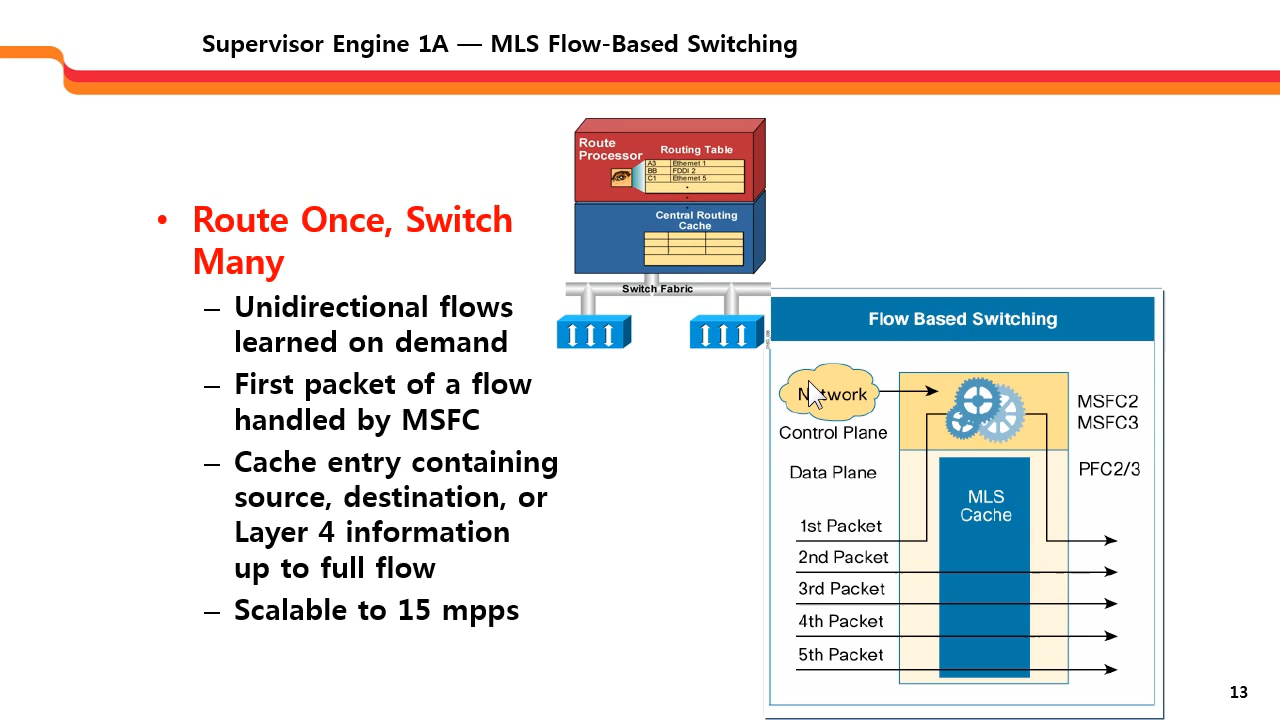 Supervisor Engine 1A — MLS Flow-Based Switching
• Route Once, Switch
Many
– Unidirectional flows
learned on demand
– First packet of a flow
handled by MSFC
– Cache entry containing
source, destination, or
Layer 4 information
up to full flow
– Scalable to 15 mpps
Route
Processor
Routing Table
A3 Ethernet 1
BB FDDI 2
C1 Ethernet 5
Central Routing
Cache
Switch Fabric
Flow Based Switching
Network
Control Plane
MSFC2
MSFC3
Data Plane
PFC2/3
MLS
Cache
1st Packet
2nd Packet
3rd Packet
4th Packet
5th Packet
13